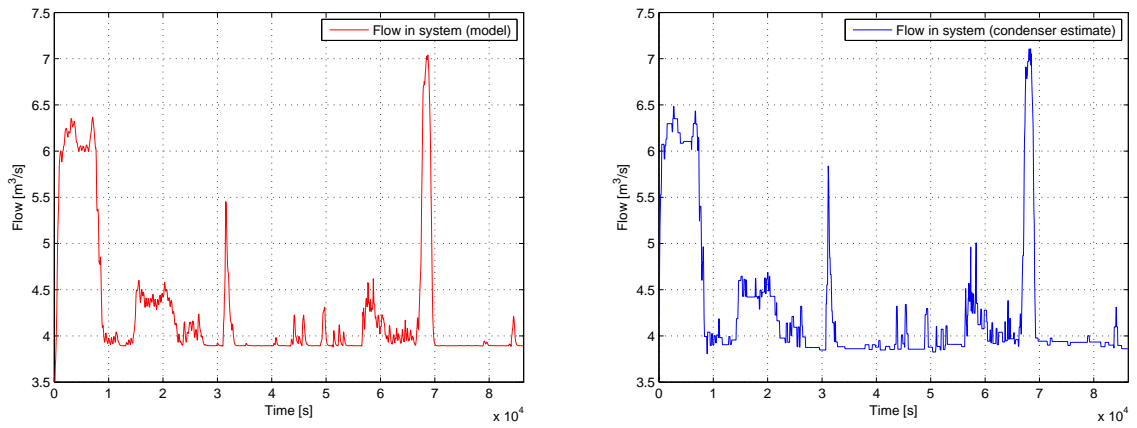 7.5
Flow in system (model)
7
6.5
6
5.5
5
4.5
4
3.5
Flow [m³/s]
0 1 2 3 4 5 6 7 8
Time [s]
x 10⁴
7.5
Flow in system (condenser estimate)
7
6.5
6
5.5
5
4.5
4
3.5
Flow [m³/s]
0 1 2 3 4 5 6 7 8
Time [s]
x 10⁴